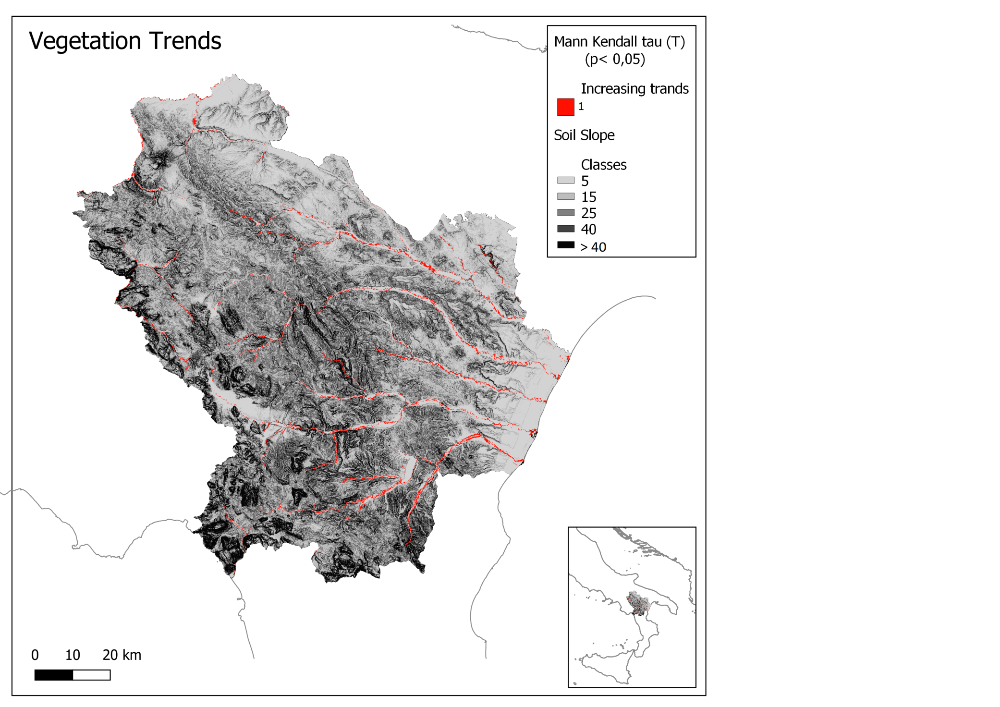 Vegetation Trends
Mann Kendall tau (T)
(p< 0,05)
Increasing trands
1
Soil Slope
Classes
5
15
25
40
> 40
0 10 20 km